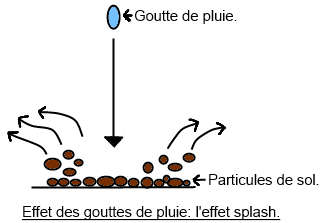 Goutte de pluie.
Particules de sol.
Effet des gouttes de pluie: l'effet splash.